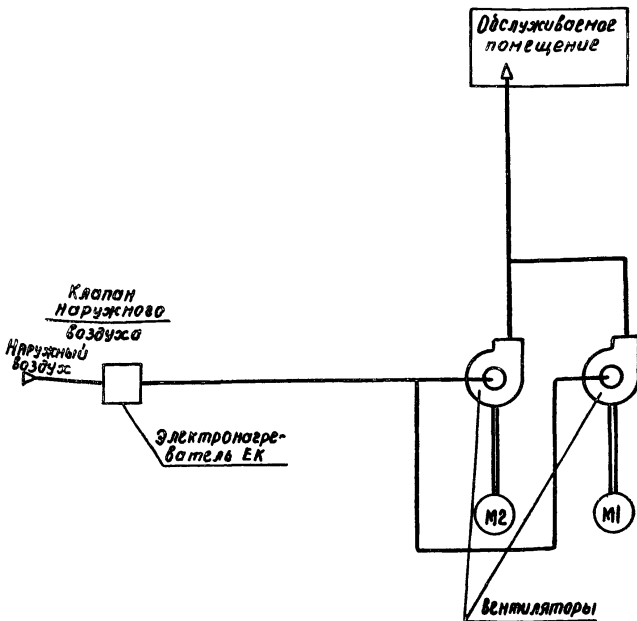 Обслуживаемое
помещение
Клапан
наружного
воздуха
Наружный
воздух
Электронагре-
ватель ЕК
М2
М1
Вентиляторы